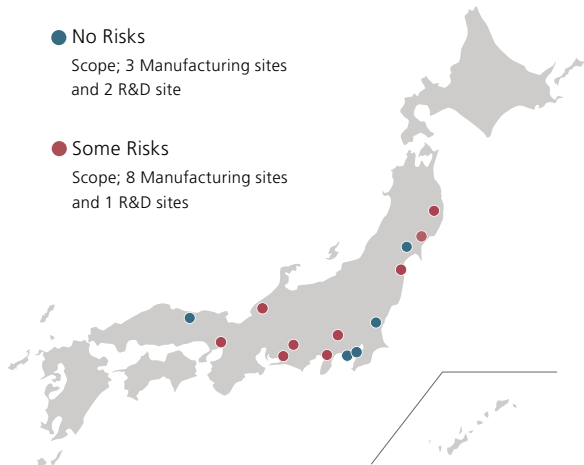 No Risks
Scope; 3 Manufacturing sites
and 2 R&D site
Some Risks
Scope; 8 Manufacturing sites
and 1 R&D sites